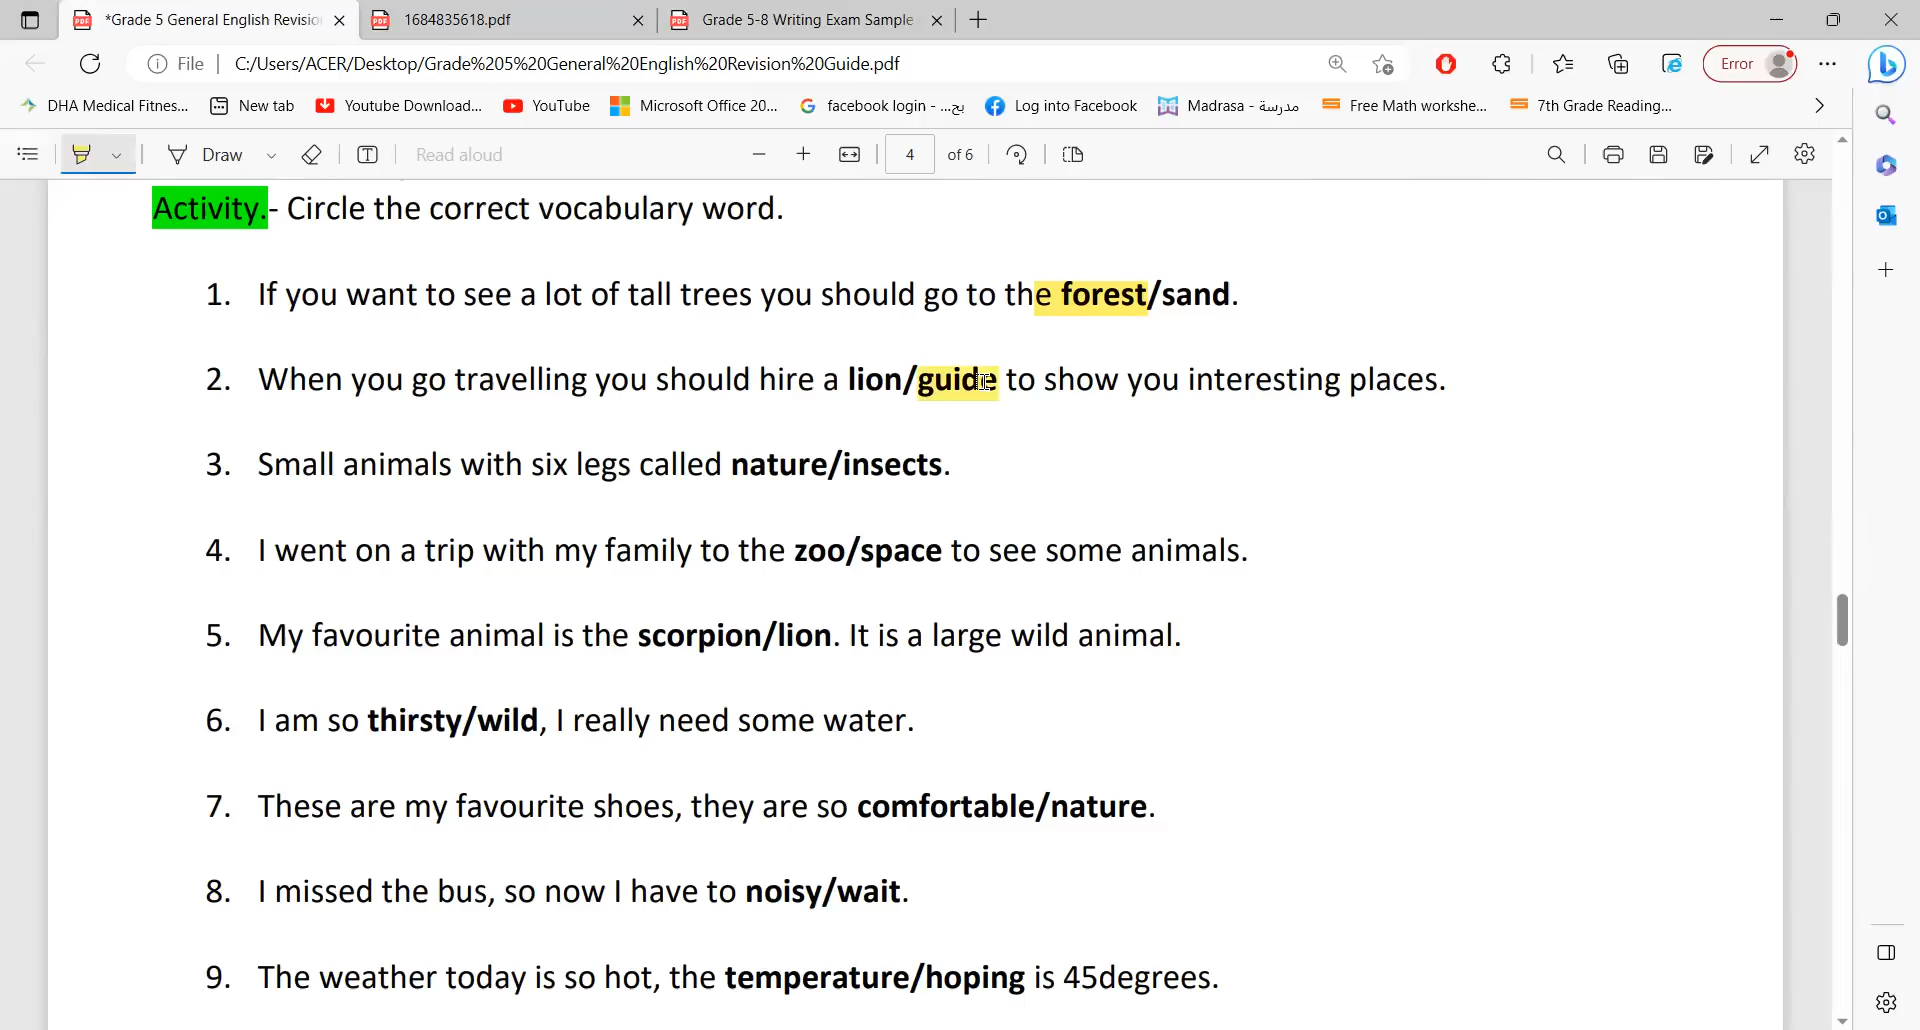 *Grade 5 General English Revisio
1684835618.pdf
Grade 5-8 Writing Exam Sample
File C:/Users/ACER/Desktop/Grade%205%20General%20English%20Revision%20Guide.pdf Error
DHA Medical Fitnes... New tab Youtube Download... YouTube Microsoft Office 20... facebook login - ...بح Log into Facebook Madrasa - مدرسة Free Math workshe... 7th Grade Reading...
Draw Read aloud 4 of 6
Activity.- Circle the correct vocabulary word.
1. If you want to see a lot of tall trees you should go to the forest/sand.
2. When you go travelling you should hire a lion/guide to show you interesting places.
3. Small animals with six legs called nature/insects.
4. I went on a trip with my family to the zoo/space to see some animals.
5. My favourite animal is the scorpion/lion. It is a large wild animal.
6. I am so thirsty/wild, I really need some water.
7. These are my favourite shoes, they are so comfortable/nature.
8. I missed the bus, so now I have to noisy/wait.
9. The weather today is so hot, the temperature/hoping is 45degrees.